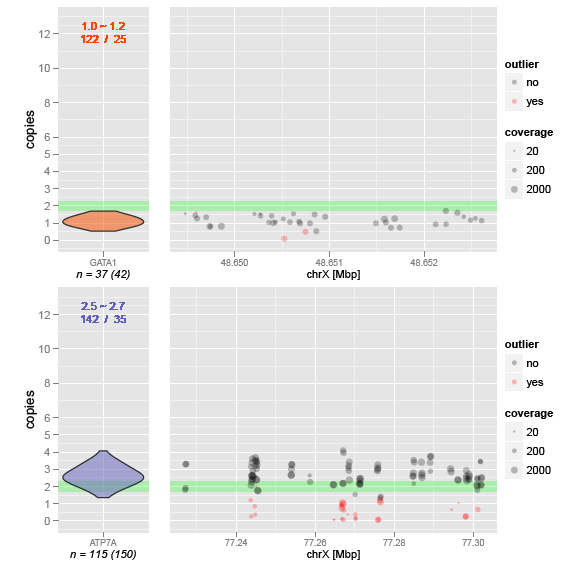 1.0 ~ 1.2
122 / 25
12
10
8
6
5
4
3
2
1
0
copies
GATA1
n = 37 (42)
48.650
48.651
48.652
chrX [Mbp]
outlier
no
yes
coverage
20
200
2000
2.5 ~ 2.7
142 / 35
12
10
8
6
5
4
3
2
1
0
copies
ATP7A
n = 115 (150)
77.24
77.26
77.28
77.30
chrX [Mbp]
outlier
no
yes
coverage
20
200
2000